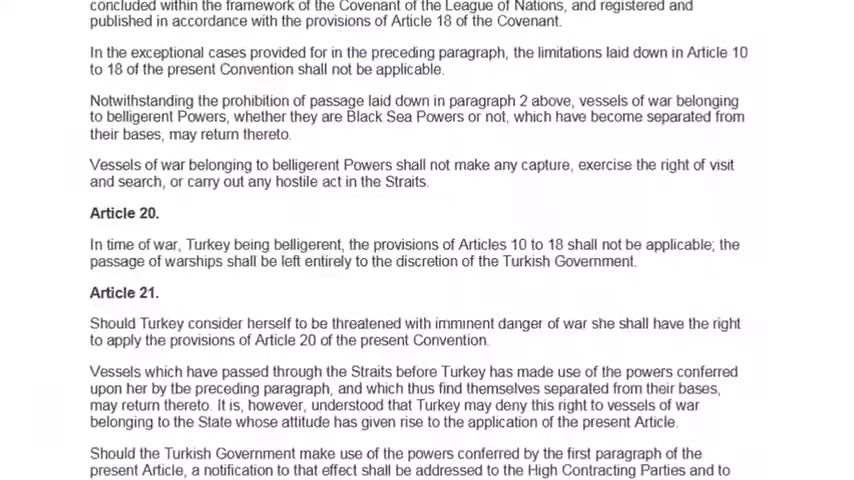 concluded within the framework of the Covenant of the League of Nations, and registered and
published in accordance with the provisions of Article 18 of the Covenant.
In the exceptional cases provided for in the preceding paragraph, the limitations laid down in Article 10
to 18 of the present Convention shall not be applicable.
Notwithstanding the prohibition of passage laid down in paragraph 2 above, vessels of war belonging
to belligerent Powers, whether they are Black Sea Powers or not, which have become separated from
their bases, may return thereto.
Vessels of war belonging to belligerent Powers shall not make any capture, exercise the right of visit
and search, or carry out any hostile act in the Straits.
Article 20.
In time of war, Turkey being belligerent, the provisions of Articles 10 to 18 shall not be applicable; the
passage of warships shall be left entirely to the discretion of the Turkish Government.
Article 21.
Should Turkey consider herself to be threatened with imminent danger of war she shall have the right
to apply the provisions of Article 20 of the present Convention.
Vessels which have passed through the Straits before Turkey has made use of the powers conferred
upon her by the preceding paragraph, and which thus find themselves separated from their bases,
may return thereto. It is, however, understood that Turkey may deny this right to vessels of war
belonging to the State whose attitude has given rise to the application of the present Article.
Should the Turkish Government make use of the powers conferred by the first paragraph of the
present Article, a notification to that effect shall be addressed to the High Contracting Parties and to